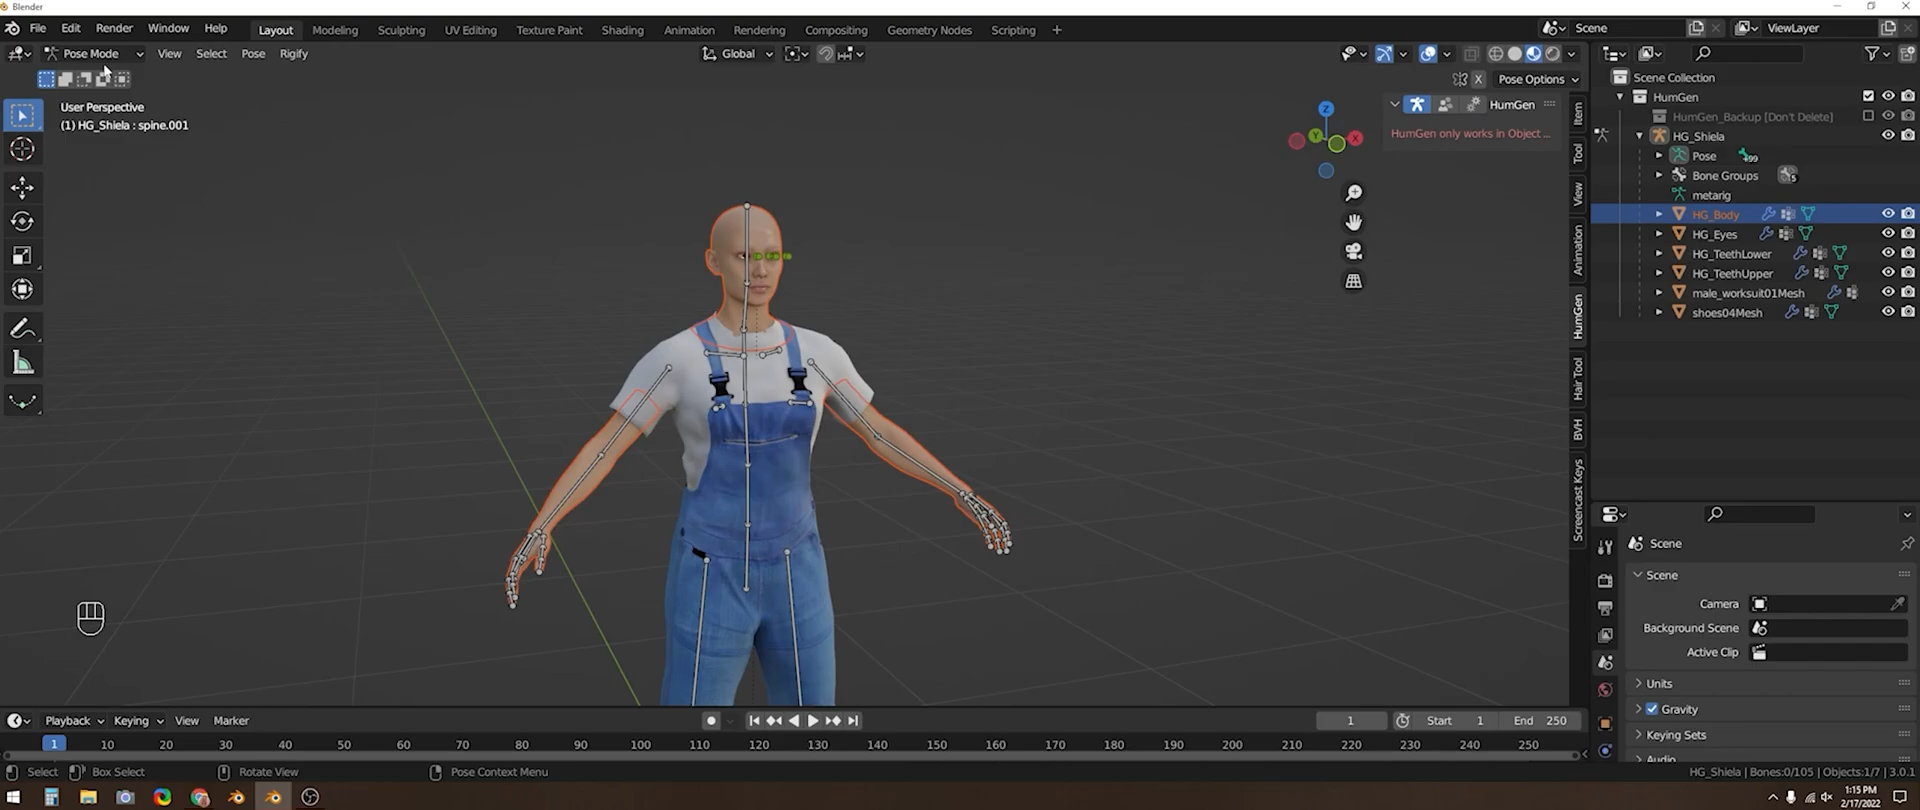 Blender
File Edit Render Window Help Layout Modeling Sculpting UV Editing Texture Paint Shading Animation Rendering Compositing Geometry Nodes Scripting + Scene ViewLayer
Pose Mode View Select Pose Rigify Global
X Pose Options
User Perspective
(1) HG_Shiela : spine.001
HumGen
HumGen only works in Object ...
Z
Y
X
Item
Tool
View
Animation
HumGen
Hair Tool
BVH
Screencast Keys
Scene Collection
HumGen
HumGen_Backup [Don't Delete]
HG_Shiela
Pose 99
Bone Groups 15
metarig
HG_Body
HG_Eyes
HG_TeethLower
HG_TeethUpper
male_worksuit01Mesh
shoes04Mesh
Scene
Scene
Camera
Background Scene
Active Clip
Units
Gravity
Keying Sets
Audio
Playback Keying View Marker 1 Start 1 End 250
1 10 20 30 40 50 60 70 80 90 100 110 120 130 140 150 160 170 180 190 200 210 220 230 240 250
Select Box Select Rotate View Pose Context Menu HG_Shiela | Bones:0/105 | Objects:1/7 | 3.0.1
1:15 PM
2/17/2022